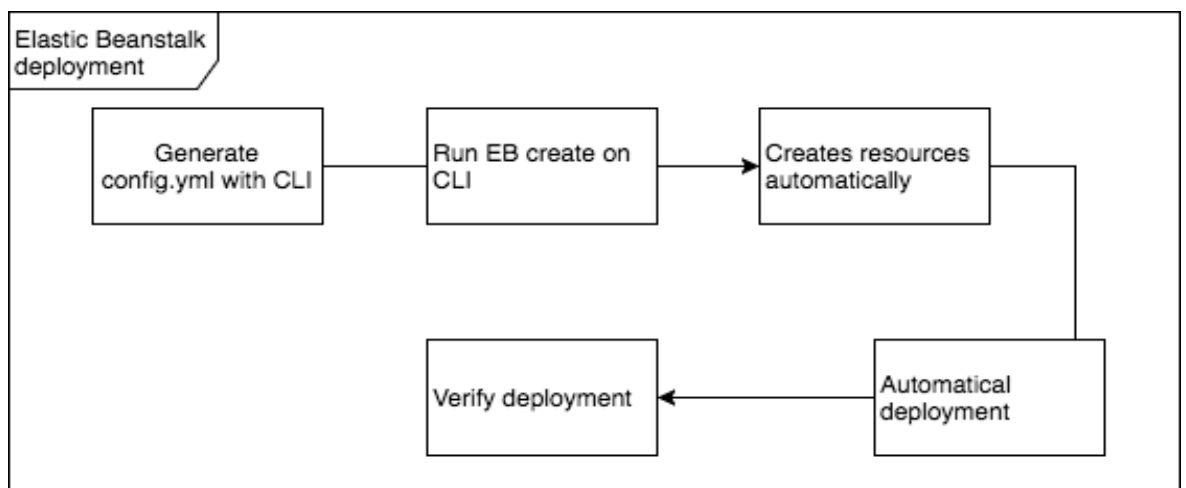 Elastic Beanstalk
deployment
Generate
config.yml with CLI
Run EB create on
CLI
Creates resources
automatically
Verify deployment
Automatical
deployment